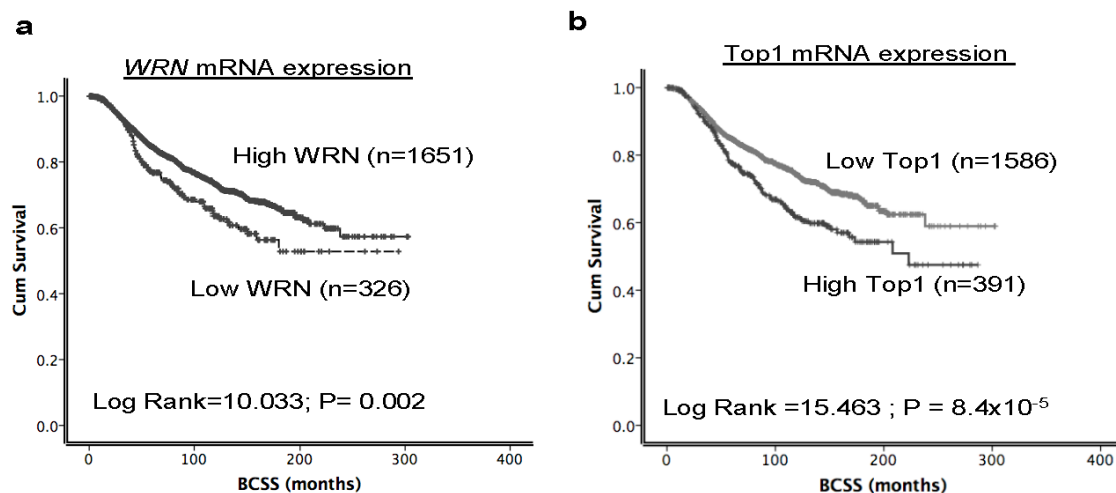 a
WRN mRNA expression
1.0
0.8
0.6
0.4
0.2
0.0
Cum Survival
High WRN (n=1651)
Low WRN (n=326)
Log Rank=10.033; P= 0.002
0 100 200 300 400
BCSS (months)
b
Top1 mRNA expression
1.0
0.8
0.6
0.4
0.2
0.0
Cum Survival
Low Top1 (n=1586)
High Top1 (n=391)
Log Rank =15.463 ; P = 8.4x10⁻⁵
0 100 200 300 400
BCSS (months)